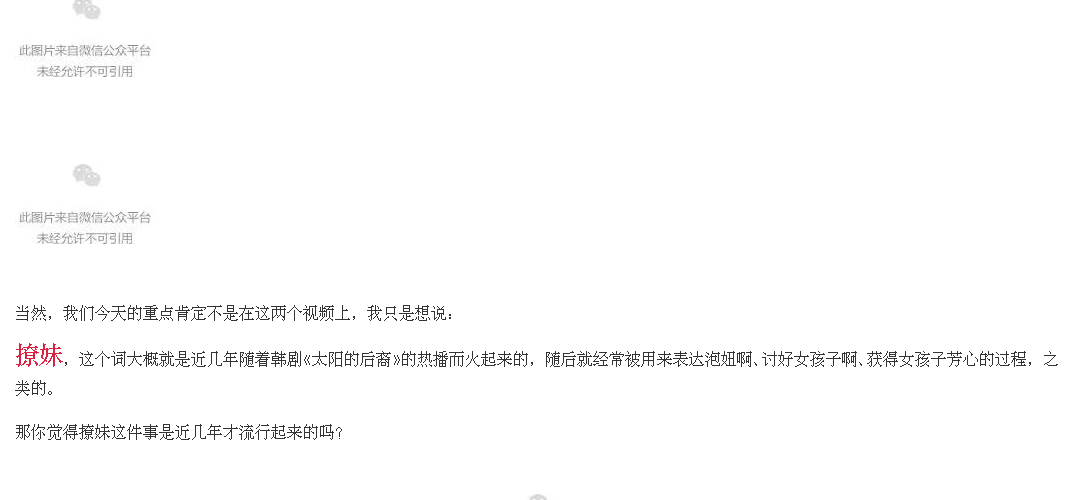 此图片来自微信公众平台
未经允许不可引用
此图片来自微信公众平台
未经允许不可引用
当然，我们今天的重点肯定不是在这两个视频上，我只是想说：
撩妹，这个词大概就是近几年随着韩剧《太阳的后裔》的热播而火起来的，随后就经常被用来表达泡妞啊、讨好女孩子啊、获得女孩子芳心的过程，之
类的。
那你觉得撩妹这件事是近几年才流行起来的吗？